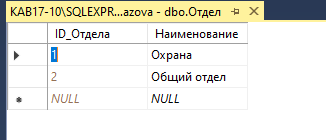 KAB17-10\SQLEXPR...azova - dbo.Отдел
ID_Отдела Наименование
1 Охрана
2 Общий отдел
NULL NULL